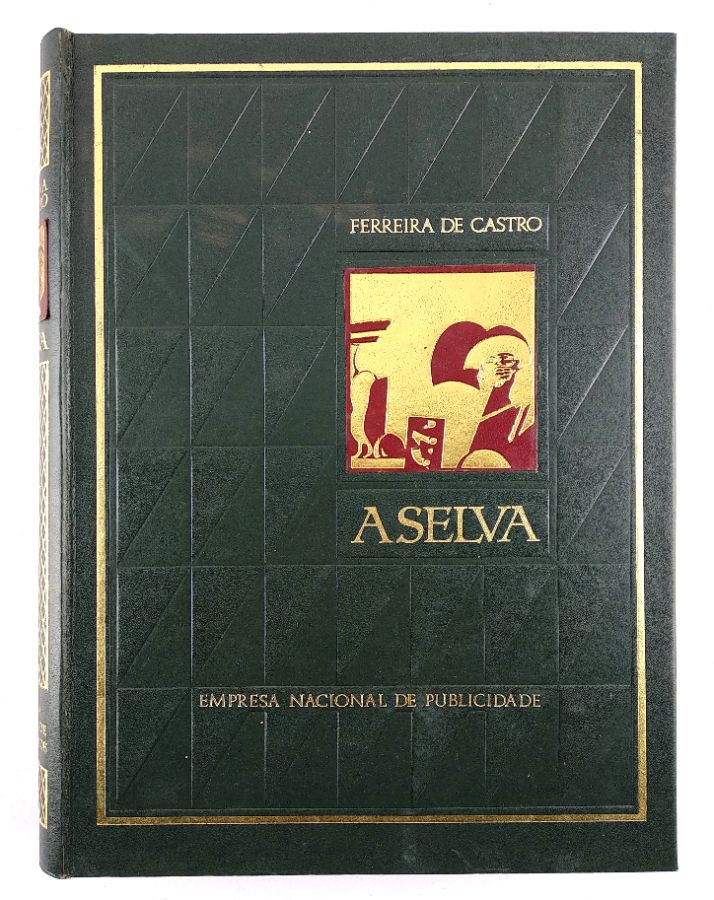 FERREIRA DE CASTRO
A SELVA
EMPRESA NACIONAL DE PUBLICIDADE